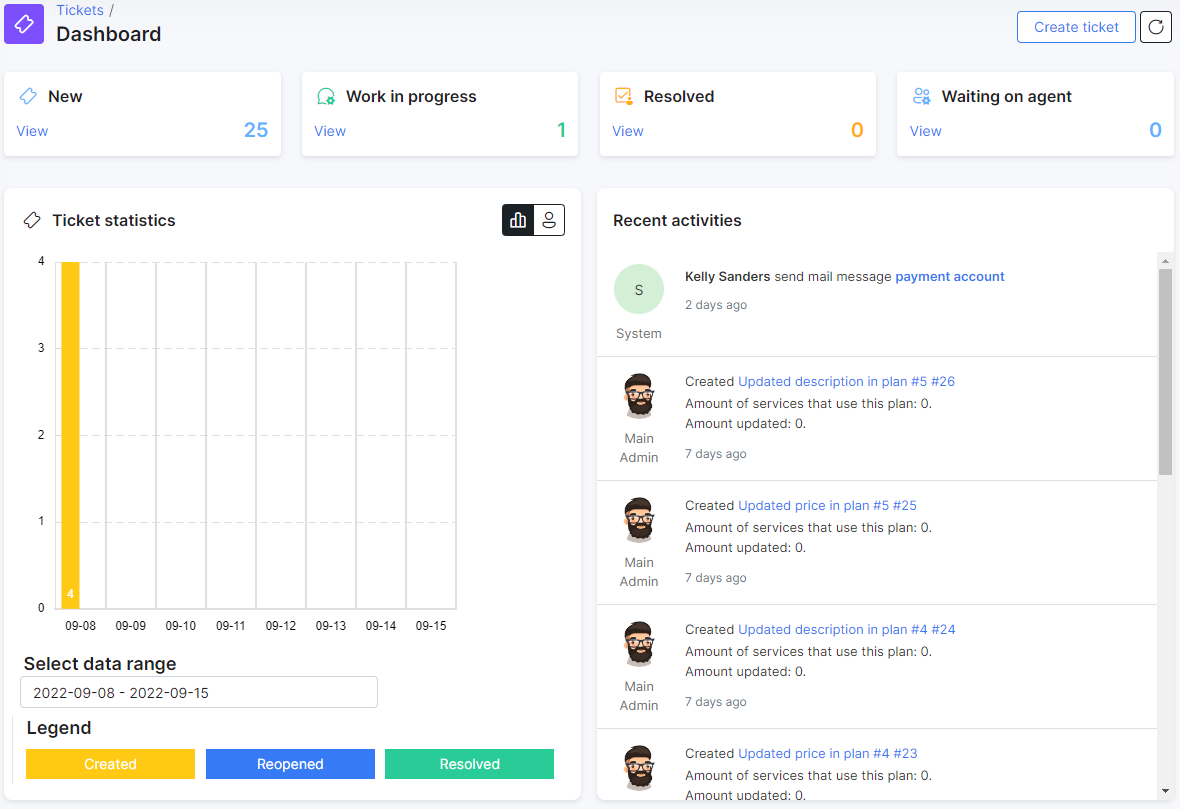 Tickets /
Dashboard
Create ticket
New
View 25
Work in progress
View 1
Resolved
View 0
Waiting on agent
View 0
Ticket statistics
4
3
2
1
0
4
09-08 09-09 09-10 09-11 09-12 09-13 09-14 09-15
Select data range
2022-09-08 - 2022-09-15
Legend
Created Reopened Resolved
Recent activities
S
System
Kelly Sanders send mail message payment account
2 days ago
Main
Admin
Created Updated description in plan #5 #26
Amount of services that use this plan: 0.
Amount updated: 0.
7 days ago
Main
Admin
Created Updated price in plan #5 #25
Amount of services that use this plan: 0.
Amount updated: 0.
7 days ago
Main
Admin
Created Updated description in plan #4 #24
Amount of services that use this plan: 0.
Amount updated: 0.
7 days ago
Created Updated price in plan #4 #23
Amount of services that use this plan: 0.
Amount updated: 0.